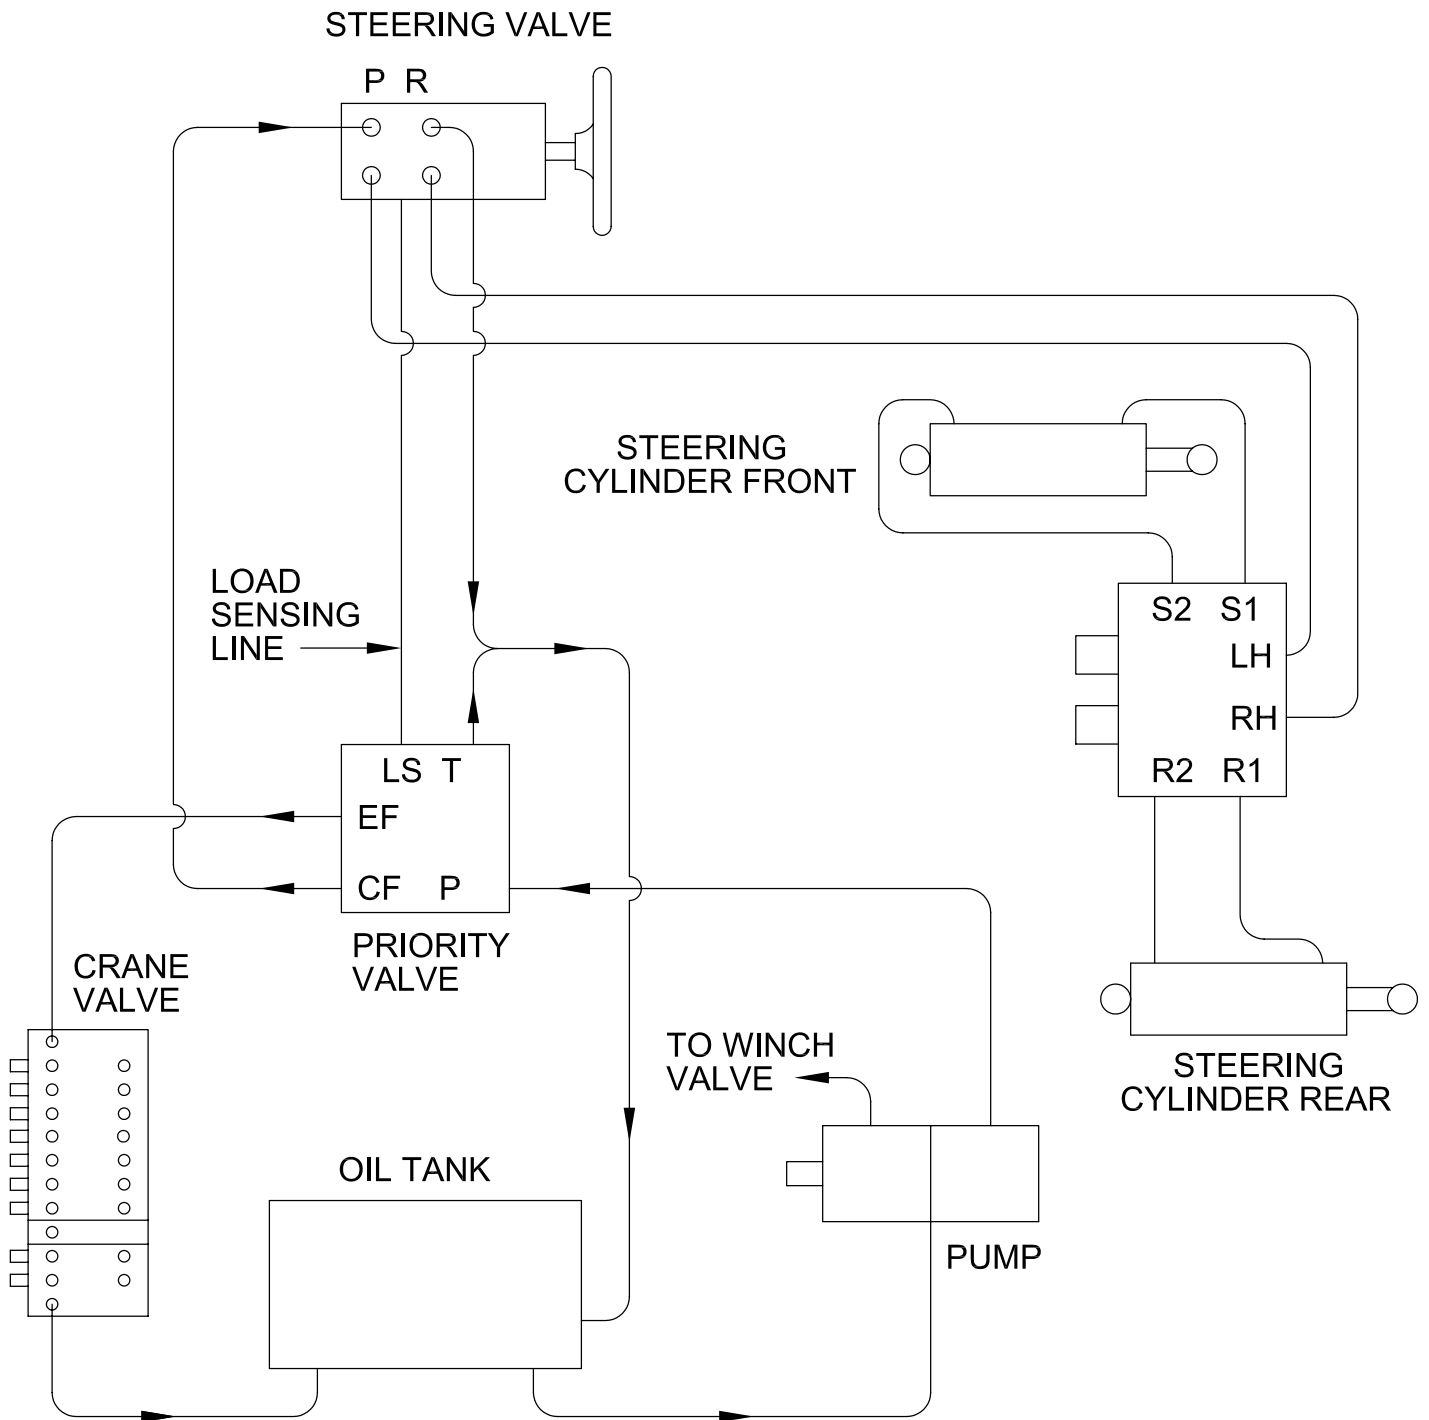 STEERING VALVE
P R
STEERING
CYLINDER FRONT
LOAD
SENSING
LINE
S2 S1
LH
RH
R2 R1
LS T
EF
CF P
PRIORITY
VALVE
CRANE
VALVE
TO WINCH
VALVE
STEERING
CYLINDER REAR
OIL TANK
PUMP